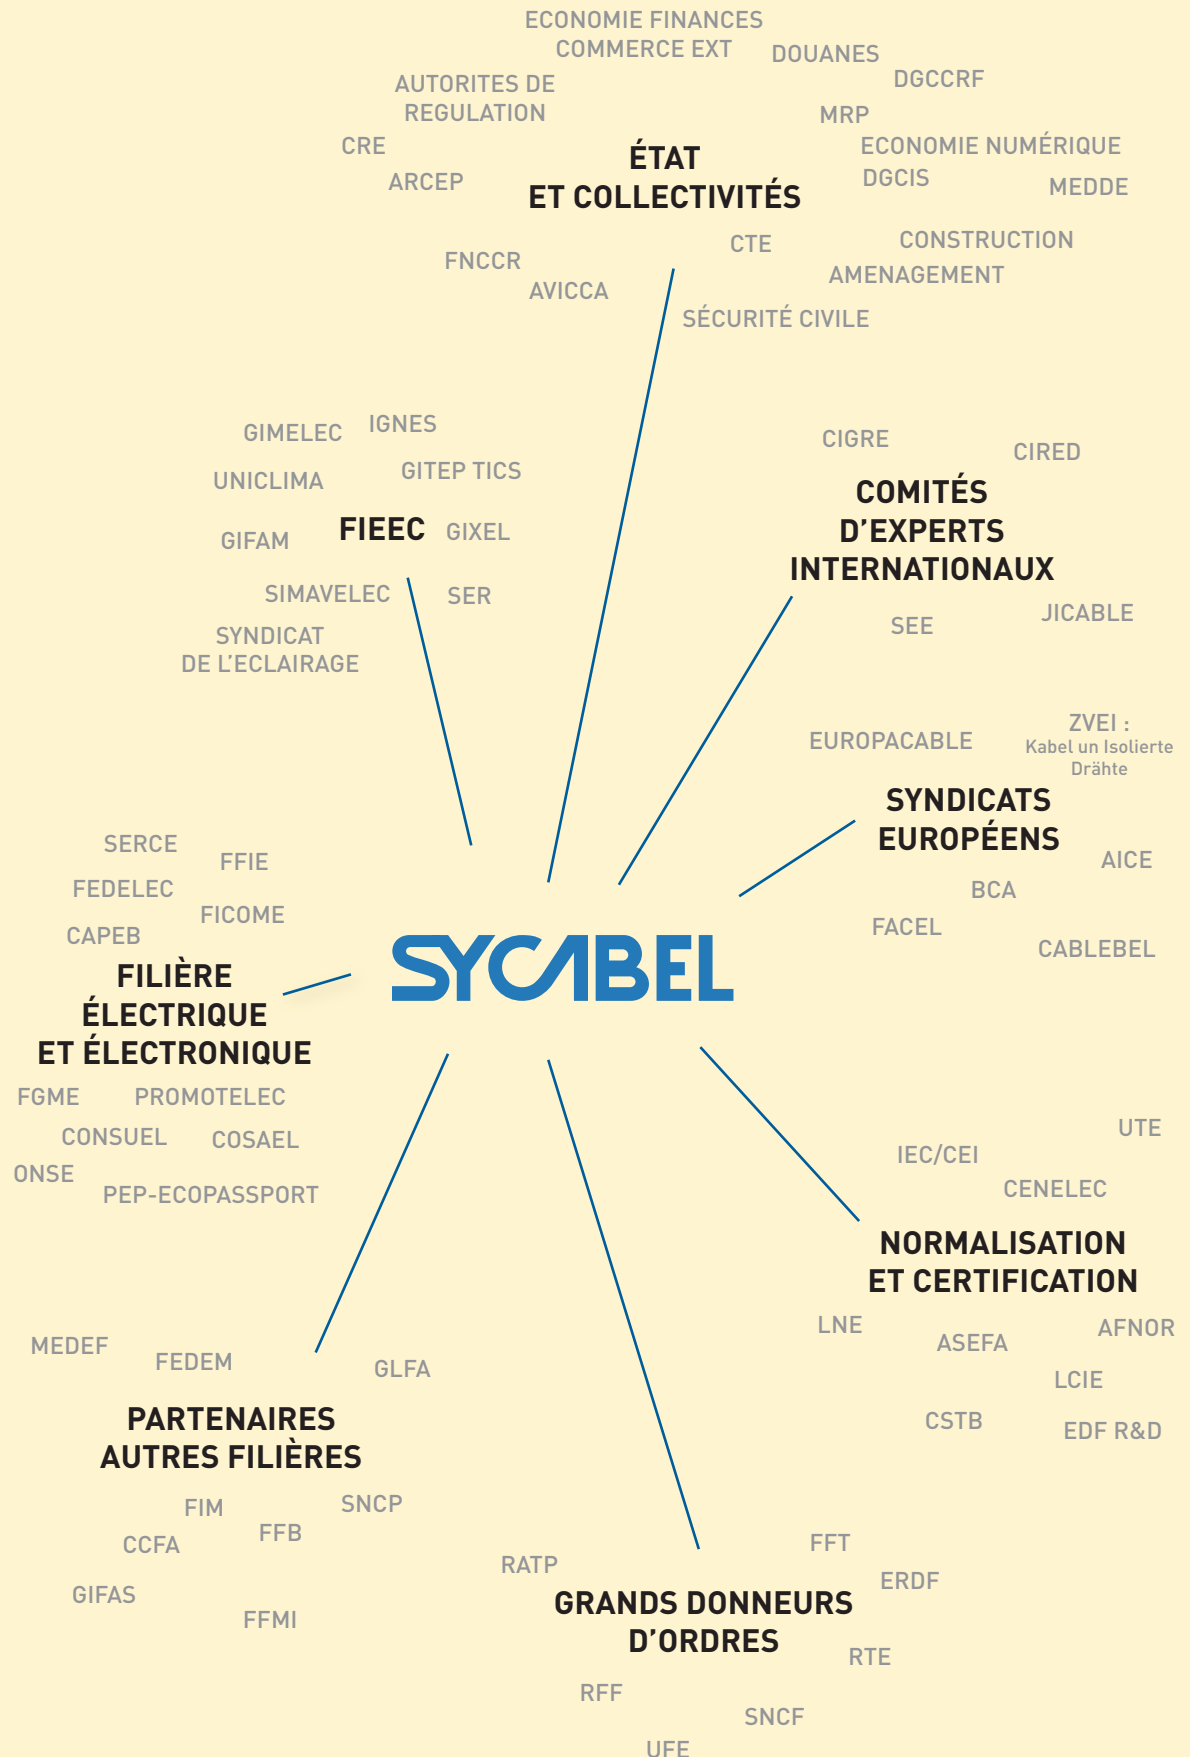 ECONOMIE FINANCES
COMMERCE EXT
DOUANES
DGCCRF
AUTORITES DE
REGULATION
MRP
CRE
ARCEP
ÉTAT
ET COLLECTIVITÉS
ECONOMIE NUMÉRIQUE
DGCIS
MEDDE
CTE
CONSTRUCTION
FNCCR
AVICCA
AMENAGEMENT
SÉCURITÉ CIVILE
GIMELEC
IGNES
UNICLIMA
GITEP TICS
FIEEC
GIXEL
GIFAM
SIMAVELEC
SER
SYNDICAT
DE L'ECLAIRAGE
CIGRE
CIRED
COMITÉS
D'EXPERTS
INTERNATIONAUX
SEE
JICABLE
EUROPACABLE
ZVEI :
Kabel un Isolierte
Drähte
SYNDICATS
EUROPÉENS
AICE
BCA
FACEL
CABLEBEL
SERCE
FFIE
FEDELEC
FICOME
CAPEB
FILIÈRE
ÉLECTRIQUE
ET ÉLECTRONIQUE
SYCABEL
FGME
PROMOTELEC
CONSUEL
COSAEL
ONSE
PEP-ECOPASSPORT
UTE
IEC/CEI
CENELEC
NORMALISATION
ET CERTIFICATION
LNE
ASEFA
AFNOR
LCIE
CSTB
EDF R&D
MEDEF
FEDEM
GLFA
PARTENAIRES
AUTRES FILIÈRES
FIM
SNCP
CCFA
FFB
GIFAS
FFMI
RATP
FFT
ERDF
GRANDS DONNEURS
D'ORDRES
RTE
RFF
SNCF
UFE